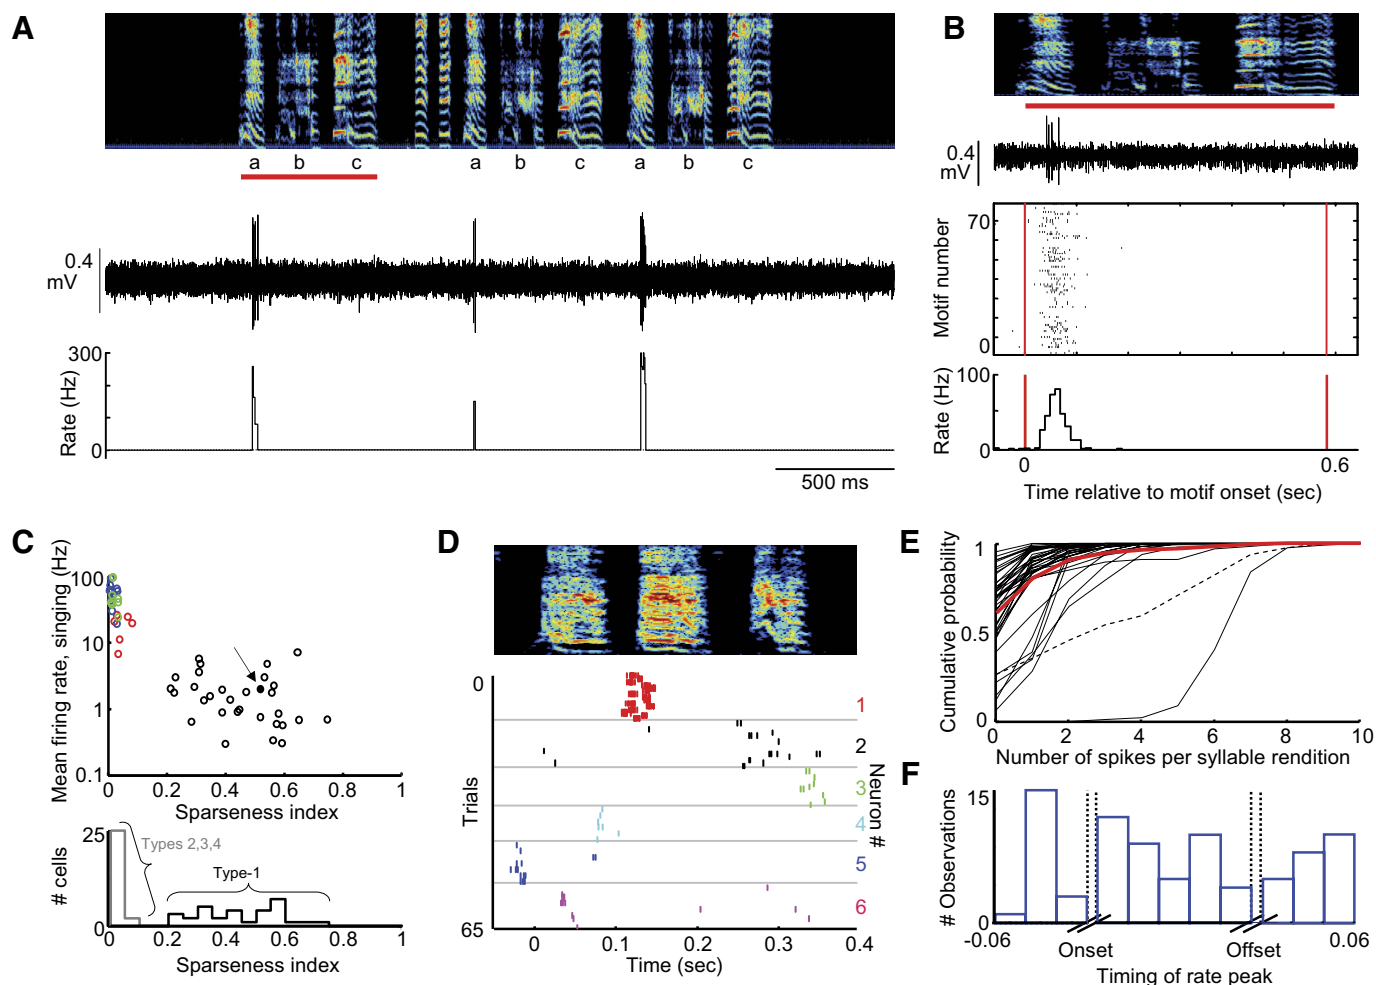 A
a b c a b c a b c
0.4
mV
300
Rate (Hz)
0
500 ms
B
0.4
mV
70
Motif number
0
100
Rate (Hz)
0
0 0.6
Time relative to motif onset (sec)
C
Mean firing rate, singing (Hz)
100
10
1
0.1
0 0.2 0.4 0.6 0.8 1
Sparseness index
25
# cells
0
Types 2,3,4
Type-1
0 0.2 0.4 0.6 0.8 1
Sparseness index
D
0
Trials
65
1
2
3
4
5
6
Neuron #
0 0.1 0.2 0.3 0.4
Time (sec)
E
Cumulative probability
1
0.5
0
0 2 4 6 8 10
Number of spikes per syllable rendition
F
15
# Observations
0
-0.06 Onset Offset 0.06
Timing of rate peak